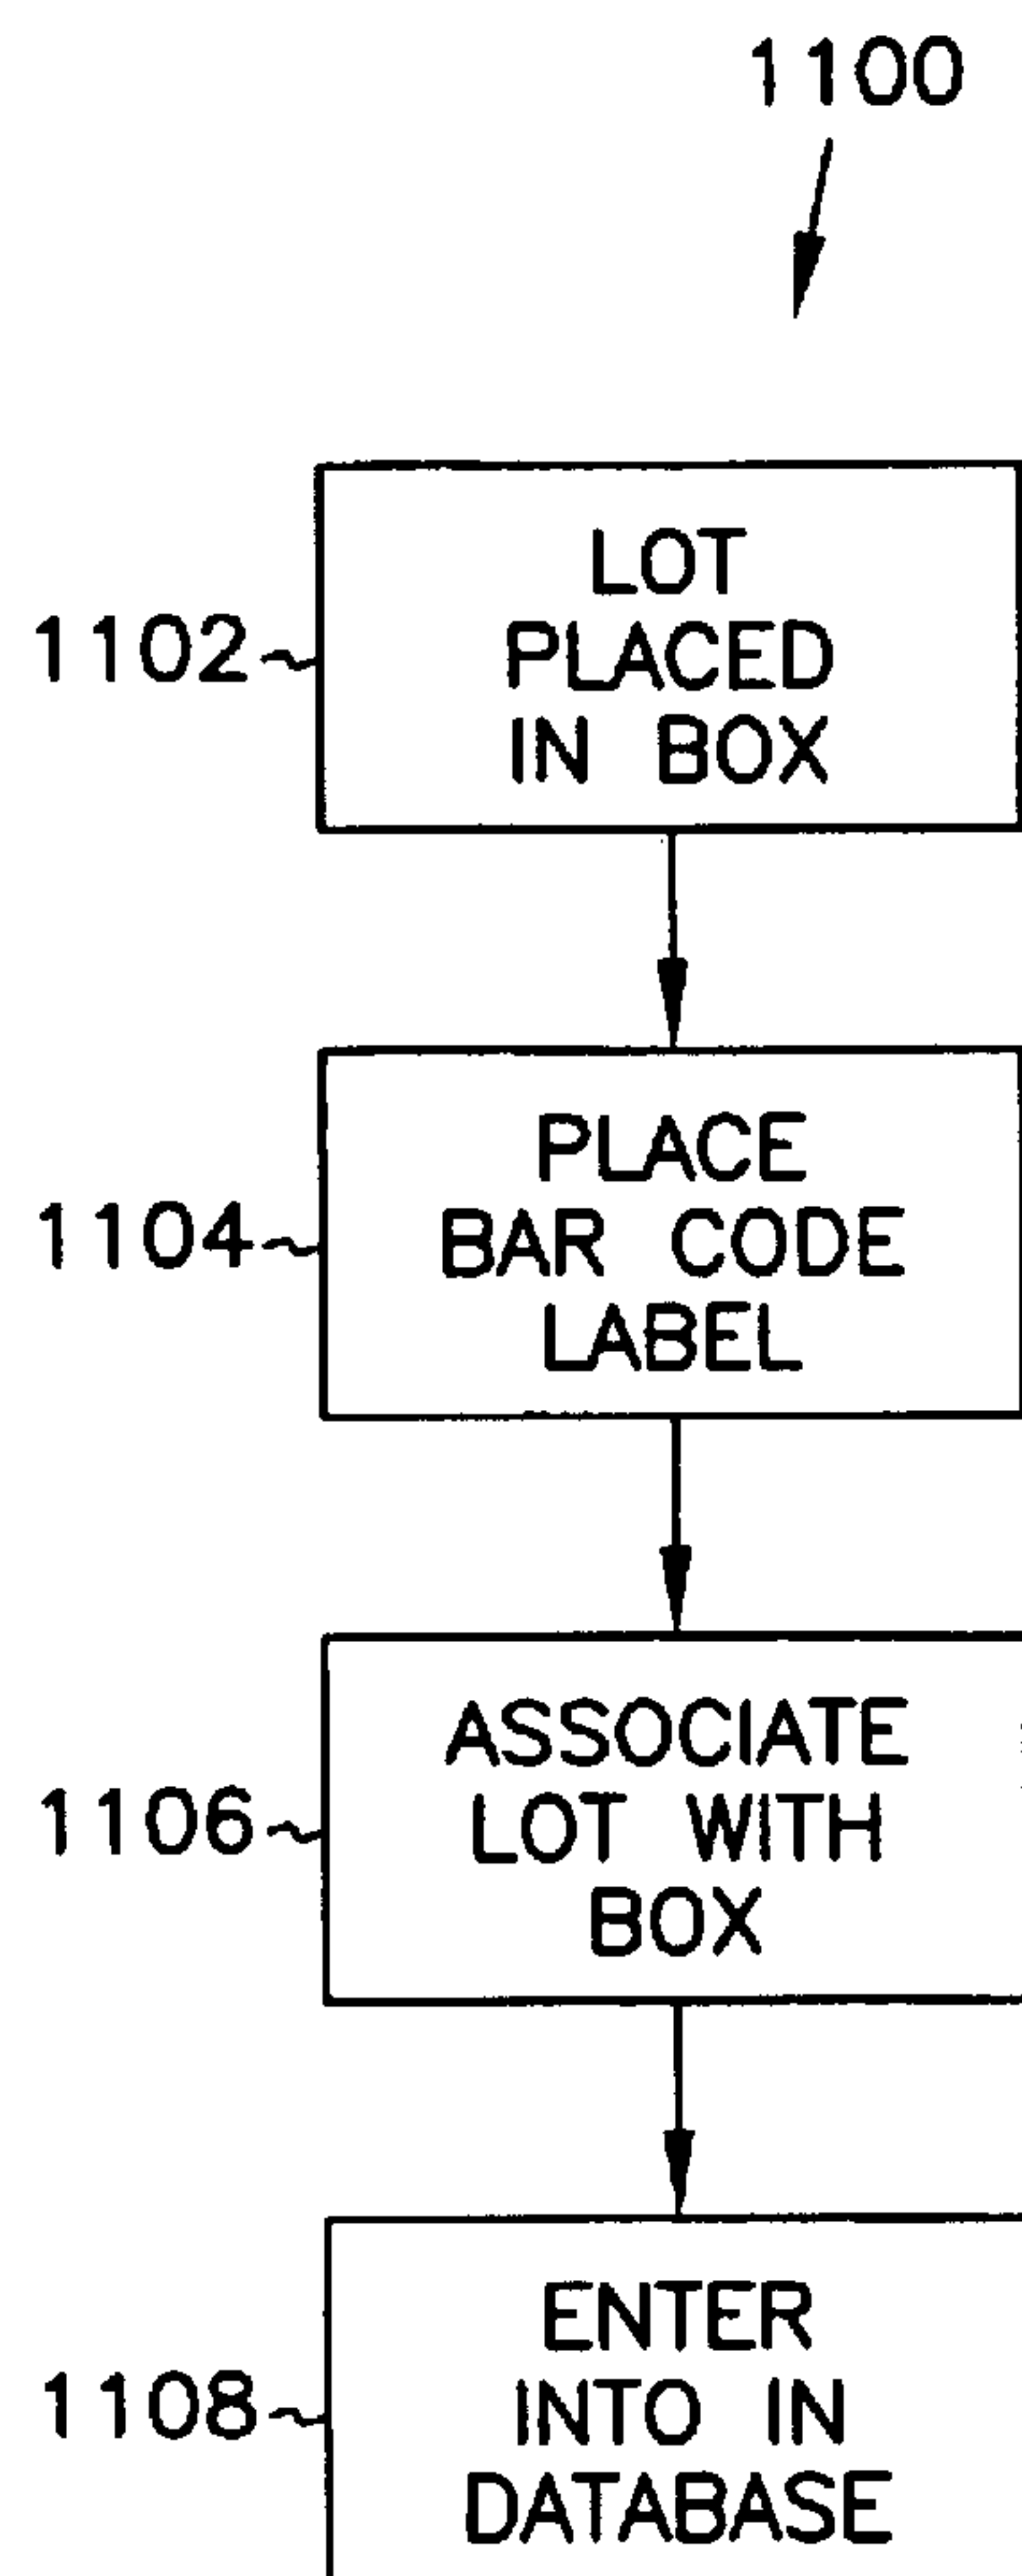 1100
LOT
PLACED
IN BOX
1102
PLACE
BAR CODE
LABEL
1104
ASSOCIATE
LOT WITH
BOX
1106
ENTER
INTO IN
DATABASE
1108